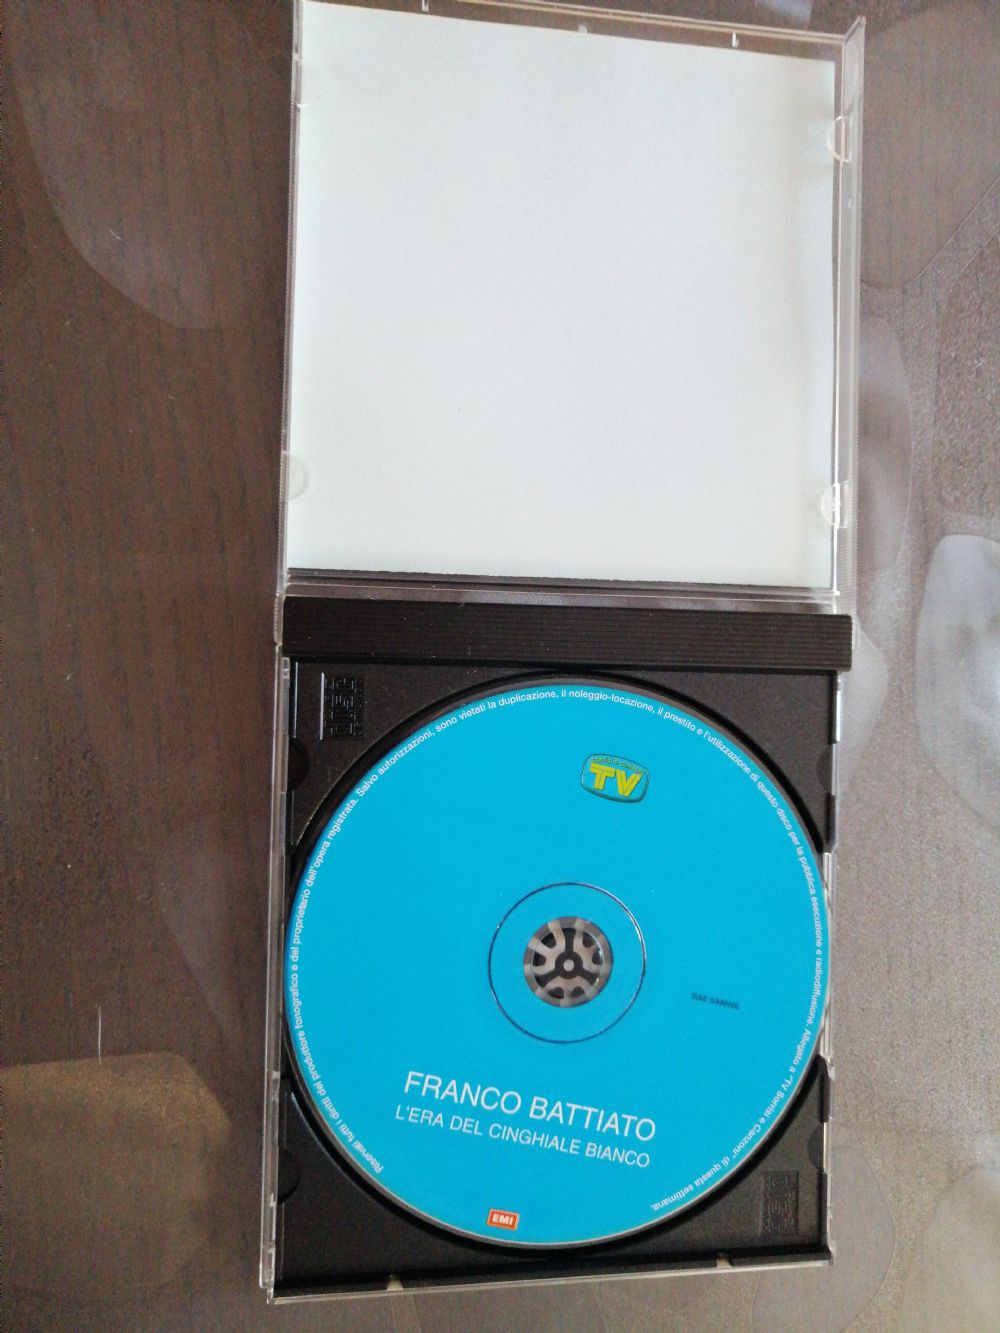 Riservati tutti i diritti del produttore fonografico e del proprietario dell'opera registrata. Salvo autorizzazioni, sono vietati la duplicazione, il noleggio-locazione, il prestito e l'utilizzazione di questo disco per la pubblica esecuzione e radiodiffusione. Allegato a "TV Sorrisi e Canzoni" di questa settimana.
TV
FRANCO BATTIATO
L'ERA DEL CINGHIALE BIANCO
EMI